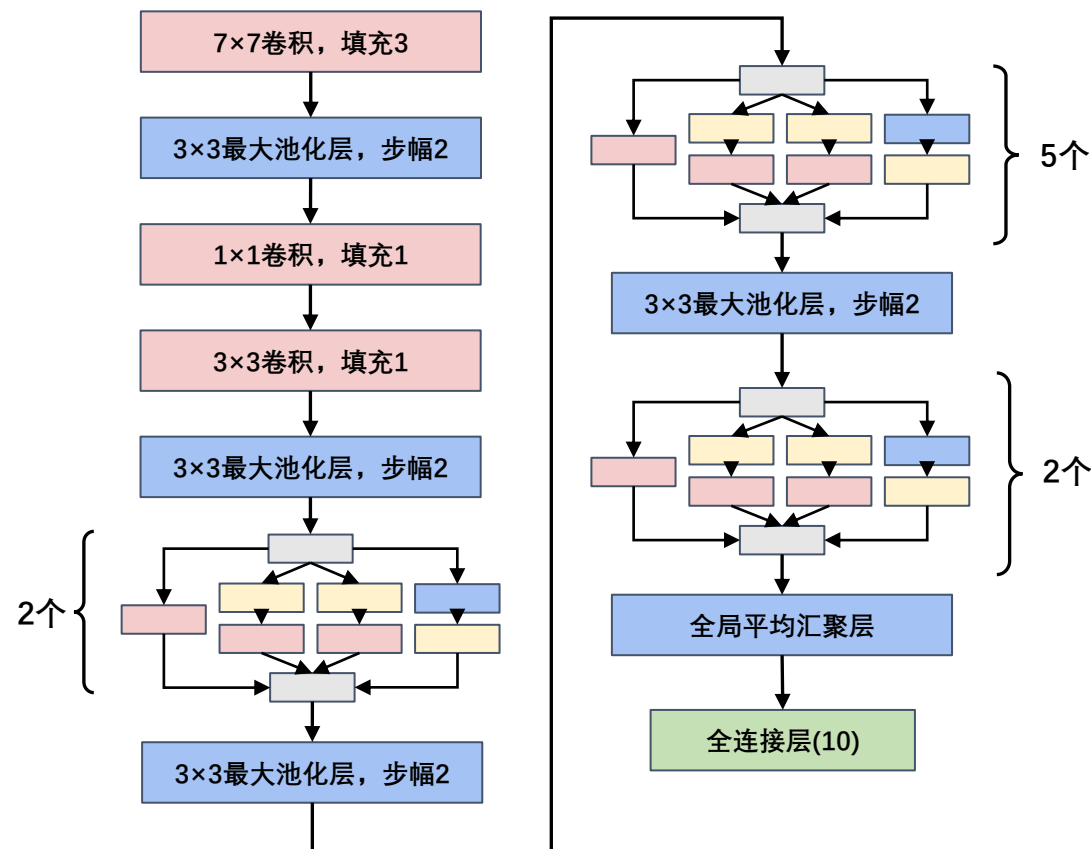 7×7卷积，填充3
3×3最大池化层，步幅2
1×1卷积，填充1
3×3卷积，填充1
3×3最大池化层，步幅2
2个
3×3最大池化层，步幅2
5个
3×3最大池化层，步幅2
2个
全局平均汇聚层
全连接层(10)